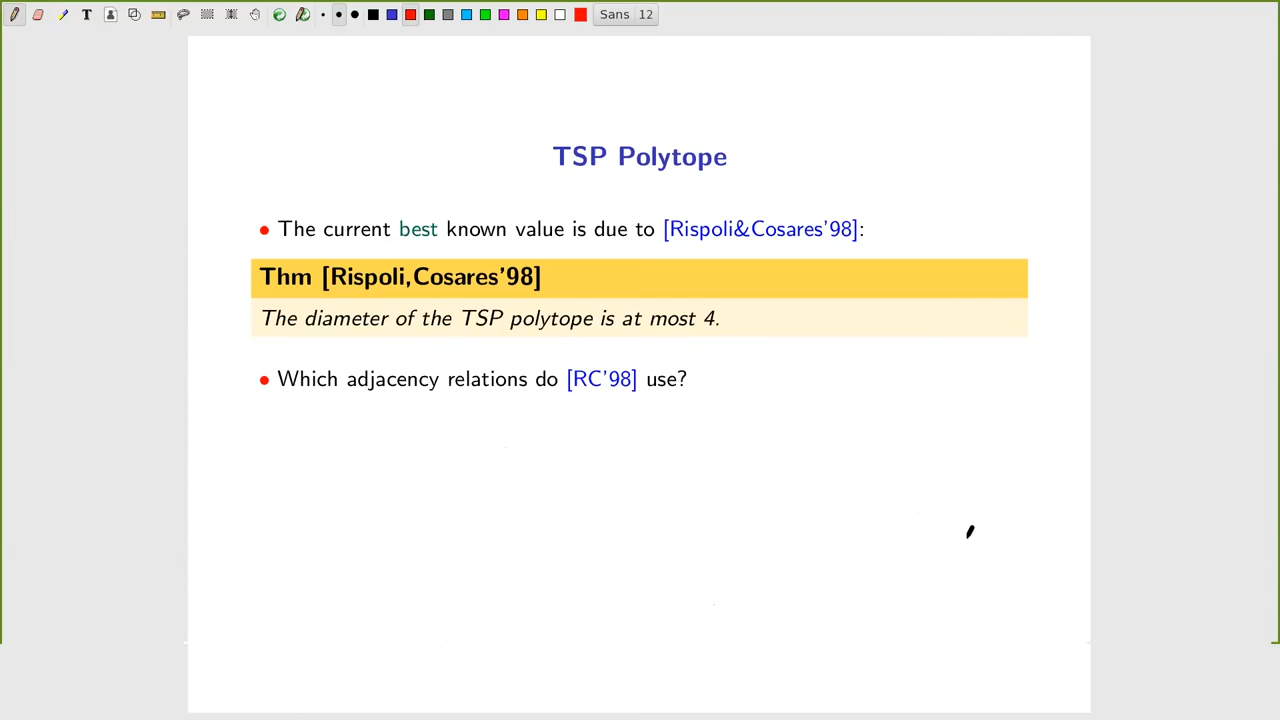 Sans 12
TSP Polytope
• The current best known value is due to [Rispoli&Cosares'98]:
Thm [Rispoli,Cosares'98]
The diameter of the TSP polytope is at most 4.
• Which adjacency relations do [RC'98] use?